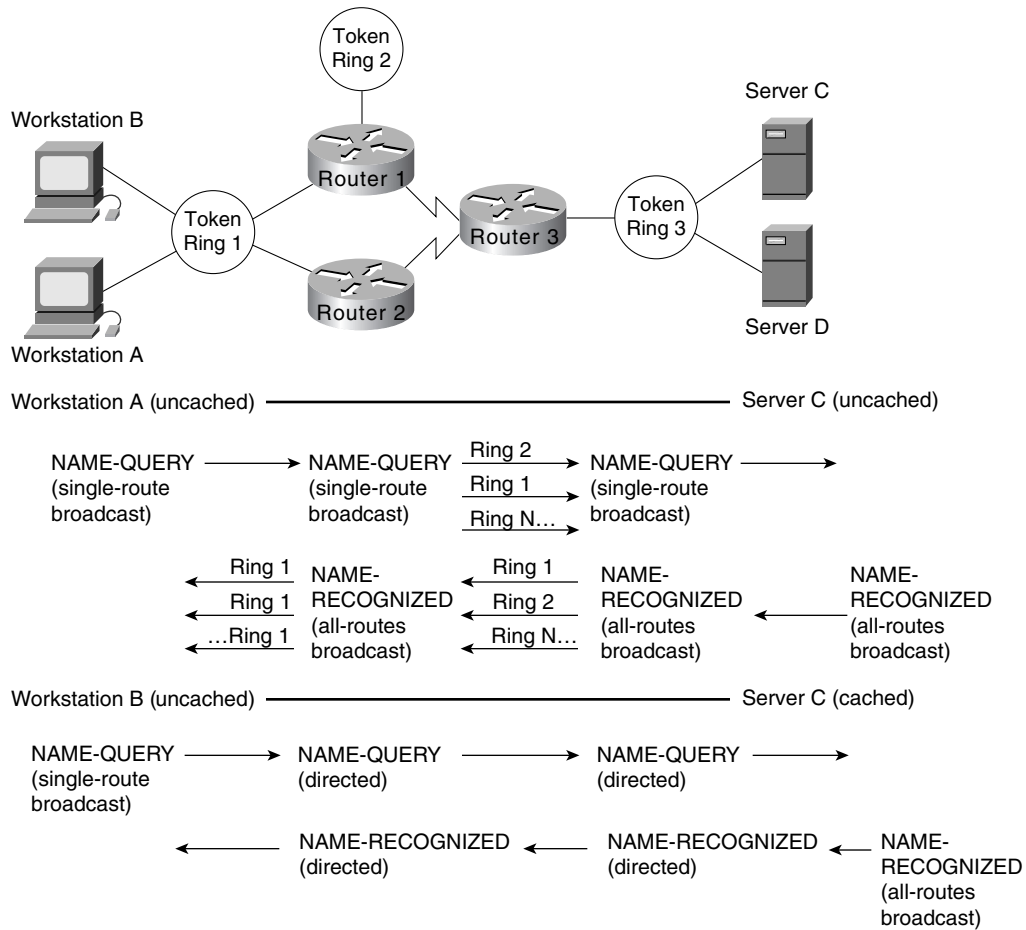 Token
Ring 2
Server C
Workstation B
Router 1
Token
Ring 1
Router 3
Token
Ring 3
Router 2
Server D
Workstation A
Workstation A (uncached)
Server C (uncached)
NAME-QUERY
(single-route
broadcast)
NAME-QUERY
(single-route
broadcast)
Ring 2
Ring 1
Ring N…
NAME-QUERY
(single-route
broadcast)
Ring 1
Ring 1
…Ring 1
NAME-
RECOGNIZED
(all-routes
broadcast)
Ring 1
Ring 2
Ring N…
NAME-
RECOGNIZED
(all-routes
broadcast)
NAME-
RECOGNIZED
(all-routes
broadcast)
Workstation B (uncached)
Server C (cached)
NAME-QUERY
(single-route
broadcast)
NAME-QUERY
(directed)
NAME-QUERY
(directed)
NAME-RECOGNIZED
(directed)
NAME-RECOGNIZED
(directed)
NAME-
RECOGNIZED
(all-routes
broadcast)